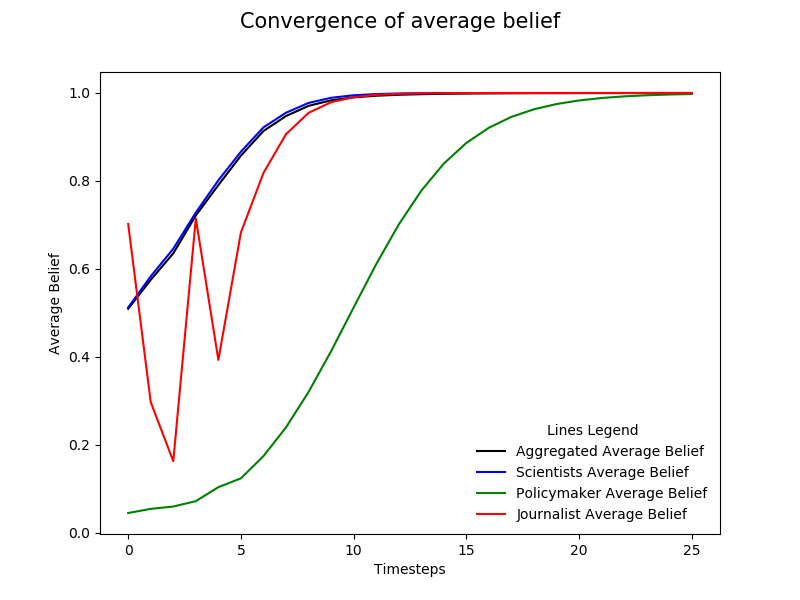 Convergence of average belief
1.0
0.8
0.6
0.4
0.2
0.0
Average Belief
0 5 10 15 20 25
Timesteps
Lines Legend
Aggregated Average Belief
Scientists Average Belief
Policymaker Average Belief
Journalist Average Belief